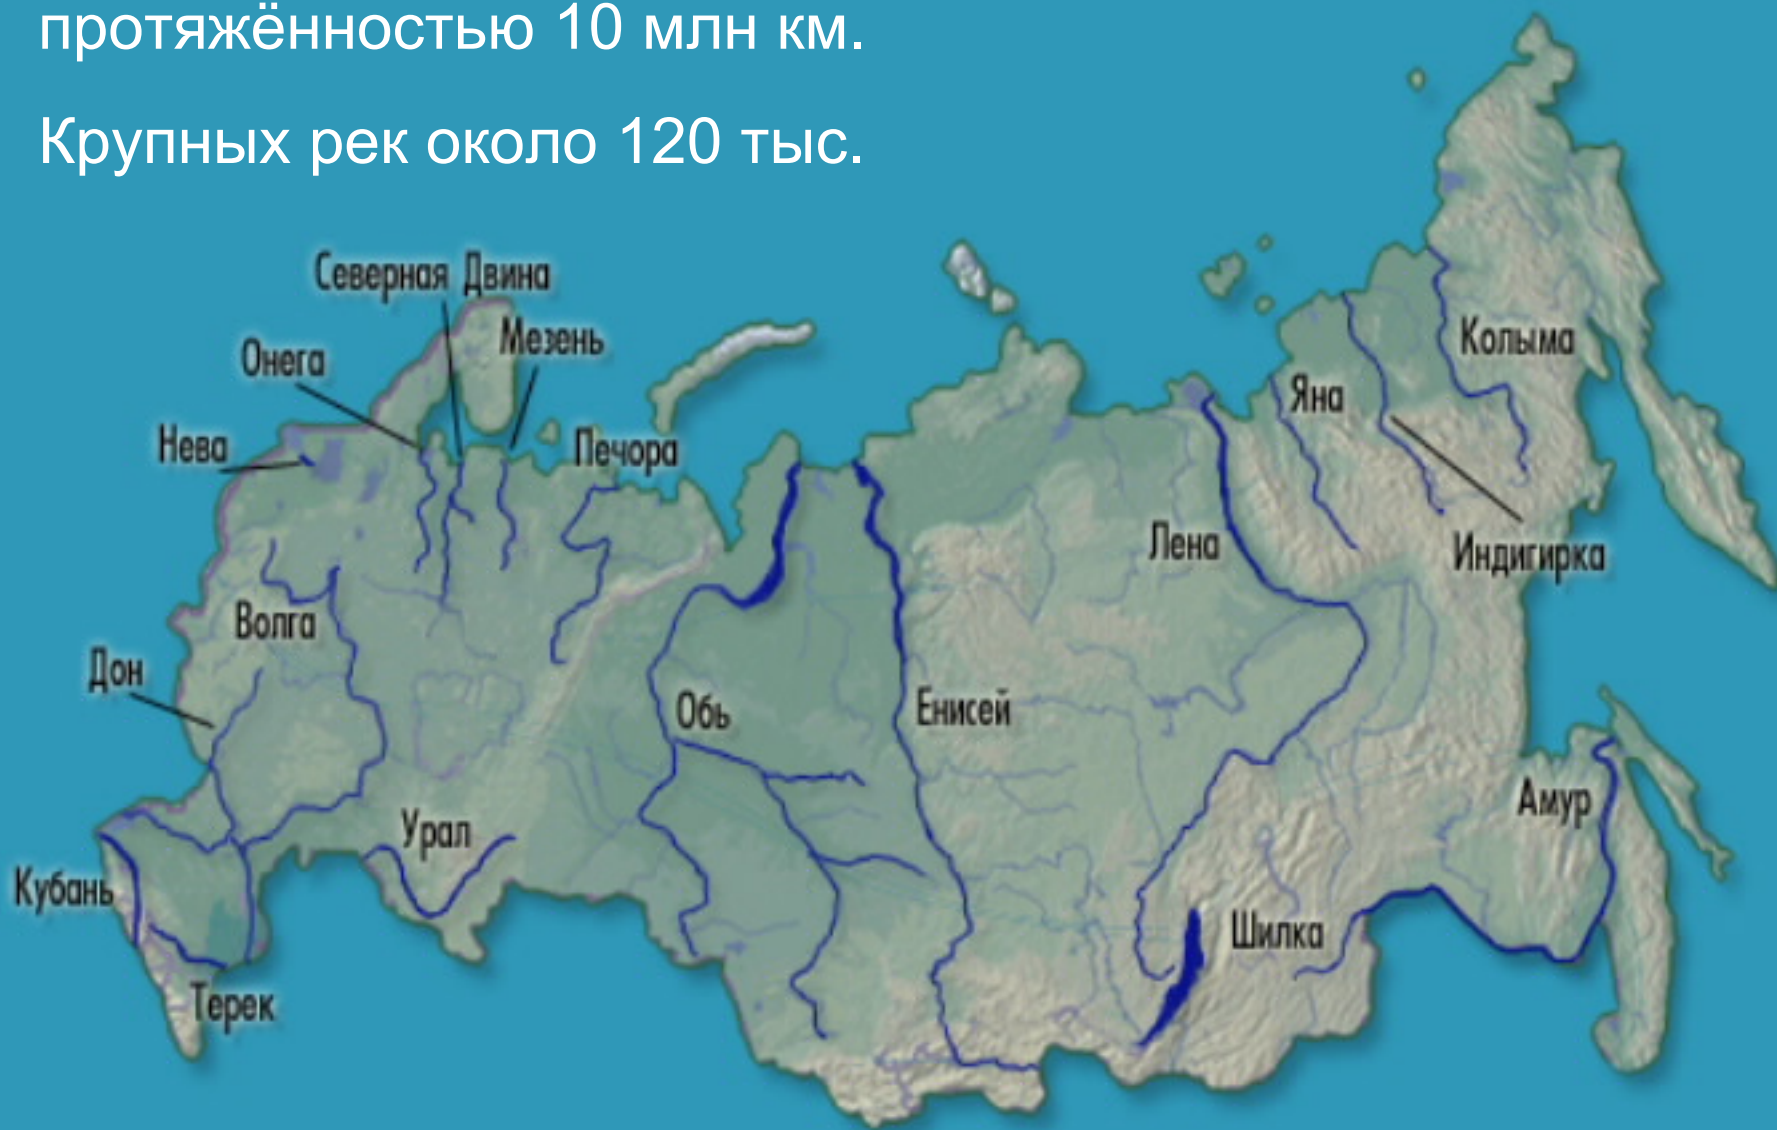 протяжённостью 10 млн км.
Крупных рек около 120 тыс.
Северная Двина
Мезень
Онега
Нева
Печора
Колыма
Яна
Индигирка
Лена
Волга
Дон
Обь
Енисей
Амур
Урал
Кубань
Шилка
Терек